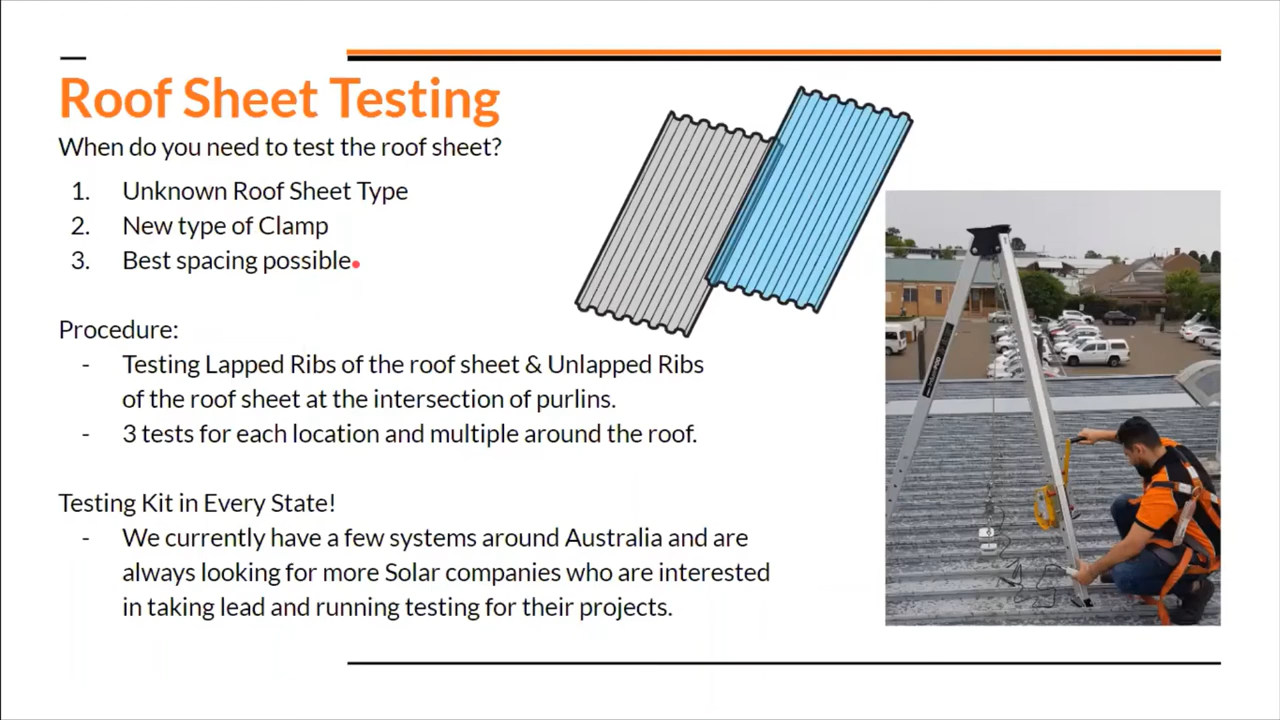 Roof Sheet Testing
When do you need to test the roof sheet?
1. Unknown Roof Sheet Type
2. New type of Clamp
3. Best spacing possible
Procedure:
- Testing Lapped Ribs of the roof sheet & Unlapped Ribs
of the roof sheet at the intersection of purlins.
- 3 tests for each location and multiple around the roof.
Testing Kit in Every State!
- We currently have a few systems around Australia and are
always looking for more Solar companies who are interested
in taking lead and running testing for their projects.